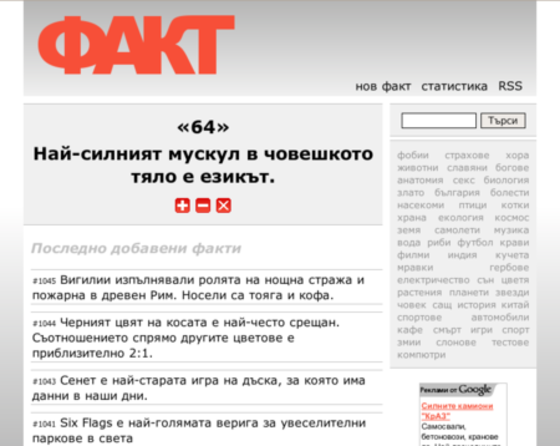 ФАКТ
нов факт статистика RSS
«64»
Най-силният мускул в човешкото
тяло е езикът.
Последно добавени факти
#1045 Вигилии изпълнявали ролята на нощна стража и
пожарна в древен Рим. Носели са тояга и кофа.
#1044 Черният цвят на косата е най-често срещан.
Съотношението спрямо другите цветове е
приблизително 2:1.
#1043 Сенет е най-старата игра на дъска, за която има
данни в наши дни.
#1041 Six Flags е най-голямата верига за увеселителни
паркове в света
Търси
фобии страхове хора
животни славяни богове
анатомия секс биология
злато българия болести
насекоми птици котки
храна екология космос
земя самолети музика
вода риби футбол крави
филми индия кучета
мравки гербове
електричество сън цветя
растения планети звезди
човек сащ история китай
спортове автомобили
кафе смърт игри спорт
змии слонове тестове
компютри
Реклами от Google
Силните камиони
"КрАЗ"
Самосвали,
бетоновози, кранове